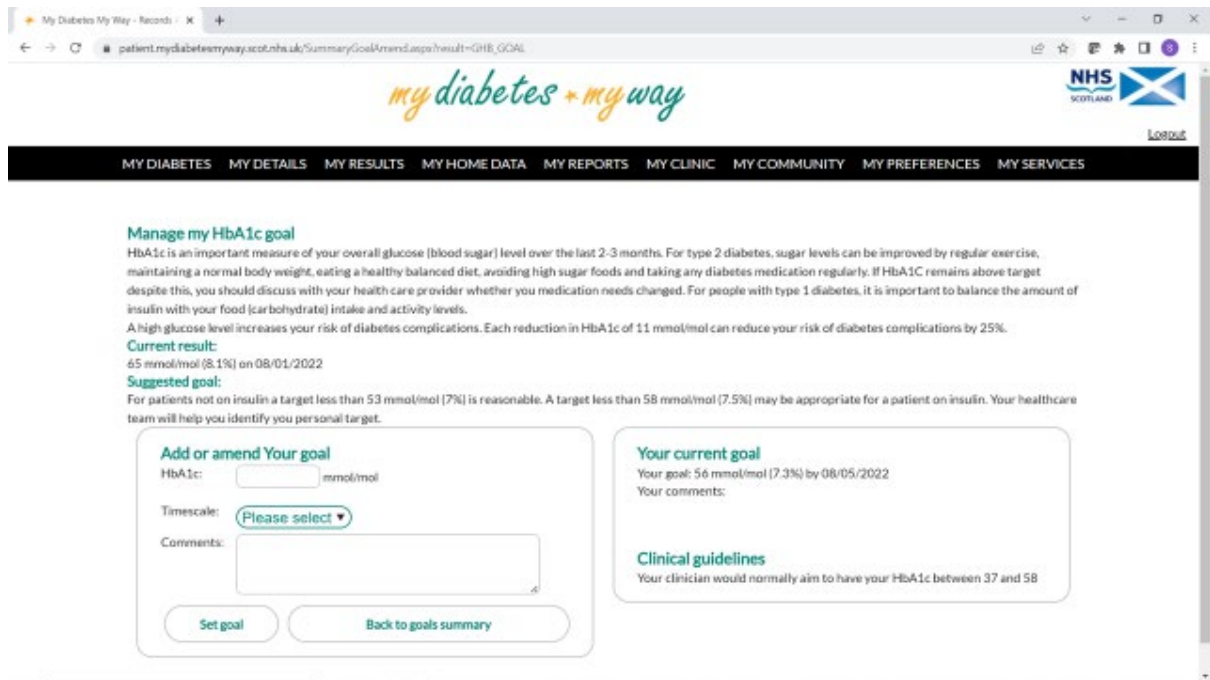 My Diabetes My Way - Records :
patient.mydiabetesmyway.scot.nhs.uk/SummaryGoalAmend.aspx?result=GHB_GOAL
S
my diabetes my way
NHS
SCOTLAND
Logout
MY DIABETES MY DETAILS MY RESULTS MY HOME DATA MY REPORTS MY CLINIC MY COMMUNITY MY PREFERENCES MY SERVICES
Manage my HbA1c goal
HbA1c is an important measure of your overall glucose (blood sugar) level over the last 2-3 months. For type 2 diabetes, sugar levels can be improved by regular exercise,
maintaining a normal body weight, eating a healthy balanced diet, avoiding high sugar foods and taking any diabetes medication regularly. If HbA1C remains above target
despite this, you should discuss with your health care provider whether you medication needs changed. For people with type 1 diabetes, it is important to balance the amount of
insulin with your food (carbohydrate) intake and activity levels.
A high glucose level increases your risk of diabetes complications. Each reduction in HbA1c of 11 mmol/mol can reduce your risk of diabetes complications by 25%.
Current result:
65 mmol/mol (8.1%) on 08/01/2022
Suggested goal:
For patients not on insulin a target less than 53 mmol/mol (7%) is reasonable. A target less than 58 mmol/mol (7.5%) may be appropriate for a patient on insulin. Your healthcare
team will help you identify you personal target.
Add or amend Your goal
HbA1c: mmol/mol
Timescale: Please select
Comments:
Set goal Back to goals summary
Your current goal
Your goal: 56 mmol/mol (7.3%) by 08/05/2022
Your comments:
Clinical guidelines
Your clinician would normally aim to have your HbA1c between 37 and 58